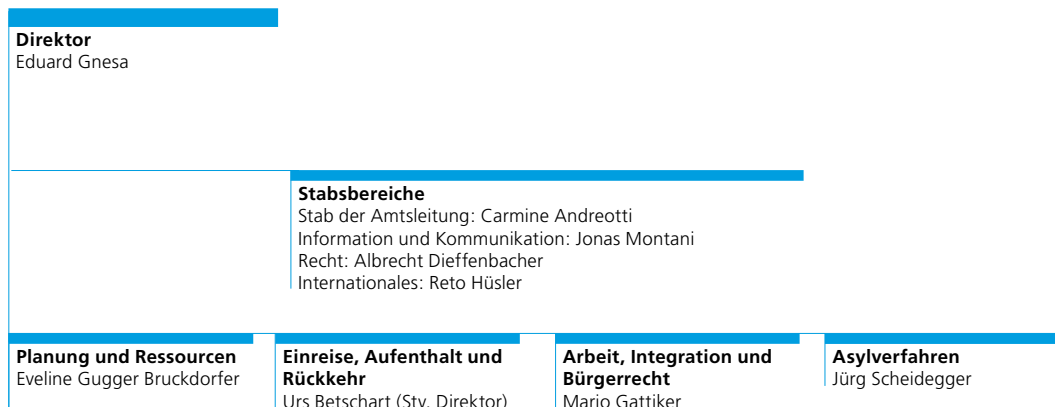 Direktor
Eduard Gnesa
Stabsbereiche
Stab der Amtsleitung: Carmine Andreotti
Information und Kommunikation: Jonas Montani
Recht: Albrecht Dieffenbacher
Internationales: Reto Hüsler
Planung und Ressourcen
Eveline Gugger Bruckdorfer
Einreise, Aufenthalt und
Rückkehr
Urs Betschart (Stv. Direktor)
Arbeit, Integration und
Bürgerrecht
Mario Gattiker
Asylverfahren
Jürg Scheidegger